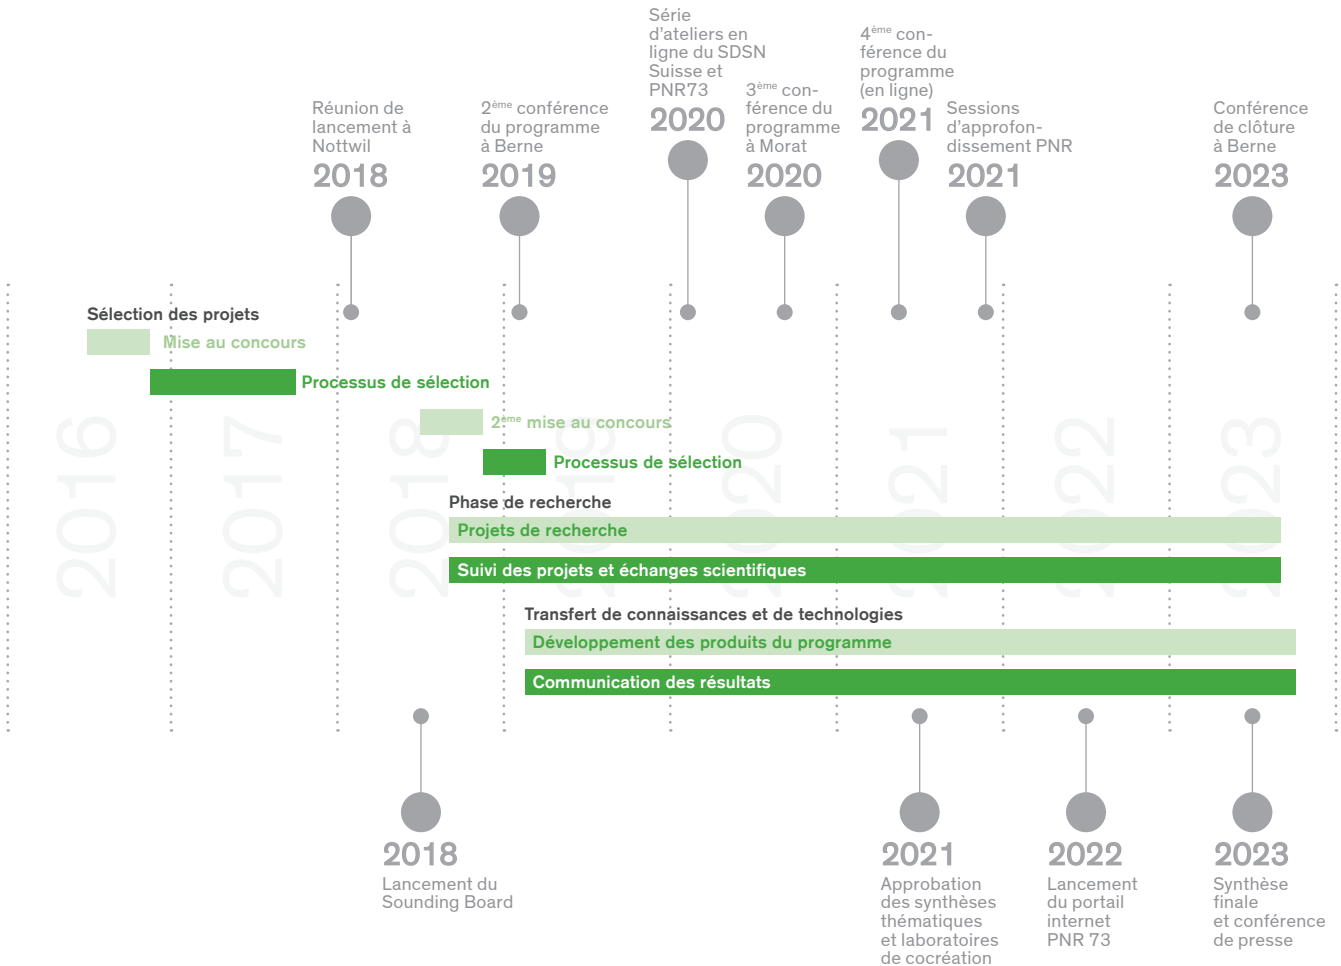 Série
d’ateliers en
ligne du SDSN
Suisse et
PNR73
2020
4ème con-
férence du
programme
(en ligne)
2021
Réunion de
lancement à
Nottwil
2018
2ème conférence
du programme
à Berne
2019
3ème con-
férence du
programme
à Morat
2020
Sessions
d’approfon-
dissement PNR
2021
Conférence
de clôture
à Berne
2023
Sélection des projets
Mise au concours
Processus de sélection
2ème mise au concours
Processus de sélection
2016
2017
2018
2019
2020
2021
2022
2023
Phase de recherche
Projets de recherche
Suivi des projets et échanges scientifiques
Transfert de connaissances et de technologies
Développement des produits du programme
Communication des résultats
2018
Lancement du
Sounding Board
2021
Approbation
des synthèses
thématiques
et laboratoires
de cocréation
2022
Lancement
du portail
internet
PNR 73
2023
Synthèse
finale
et conférence
de presse